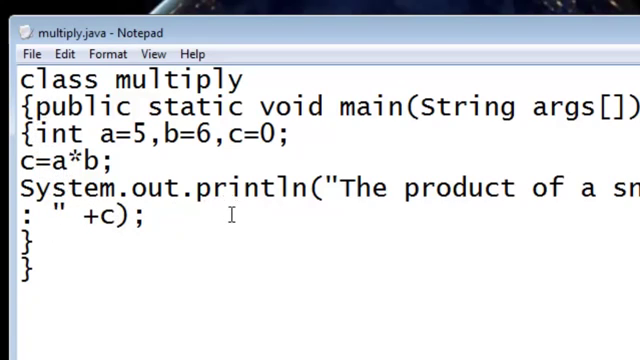 multiply.java - Notepad
File Edit Format View Help
class multiply
{public static void main(String args[])
{int a=5,b=6,c=0;
c=a*b;
System.out.println("The product of a
: " +c);
}
}